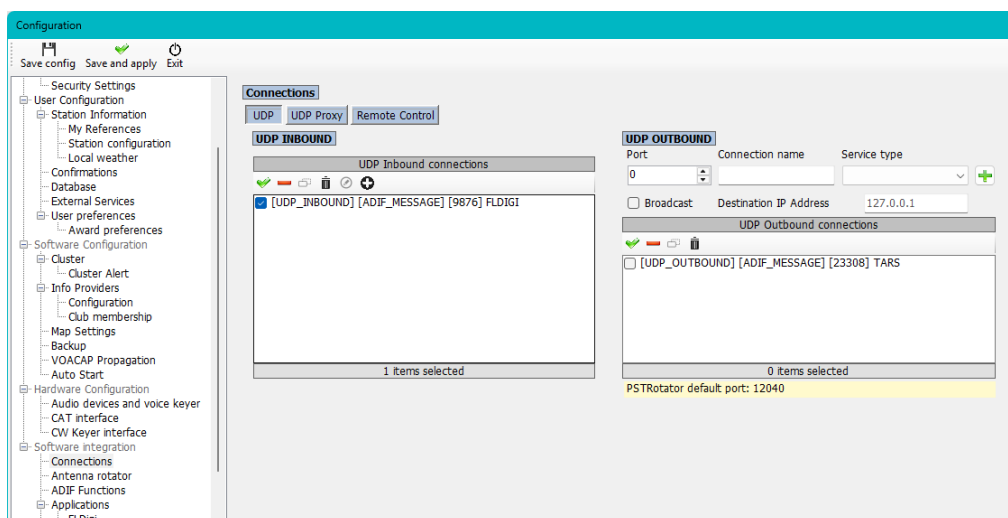 Configuration
Save config Save and apply Exit
Security Settings
User Configuration
Station Information
My References
Station configuration
Local weather
Confirmations
Database
External Services
User preferences
Award preferences
Software Configuration
Cluster
Cluster Alert
Info Providers
Configuration
Club membership
Map Settings
Backup
VOACAP Propagation
Auto Start
Hardware Configuration
Audio devices and voice keyer
CAT interface
CW Keyer interface
Software integration
Connections
Antenna rotator
ADIF Functions
Applications
Connections
UDP UDP Proxy Remote Control
UDP INBOUND
UDP Inbound connections
[UDP_INBOUND] [ADIF_MESSAGE] [9876] FLDIGI
1 items selected
UDP OUTBOUND
Port Connection name Service type
0
Broadcast Destination IP Address 127.0.0.1
UDP Outbound connections
[UDP_OUTBOUND] [ADIF_MESSAGE] [23308] TARS
0 items selected
PSTRotator default port: 12040